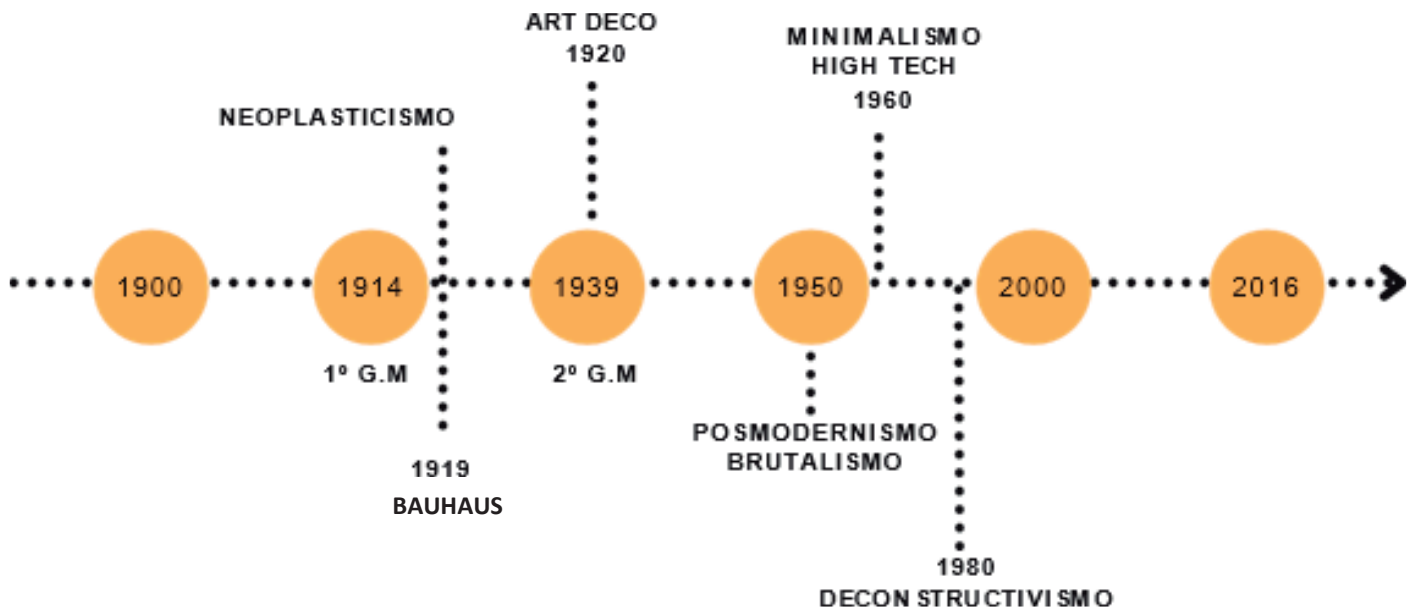 ART DECO
1920
MINIMALISMO
HIGH TECH
1960
NEOPLASTICISMO
1900
1914
1939
1950
2000
2016
1º G.M
2º G.M
POSMODERNISMO
BRUTALISMO
1919
BAUHAUS
1980
DECONSTRUCTIVISMO